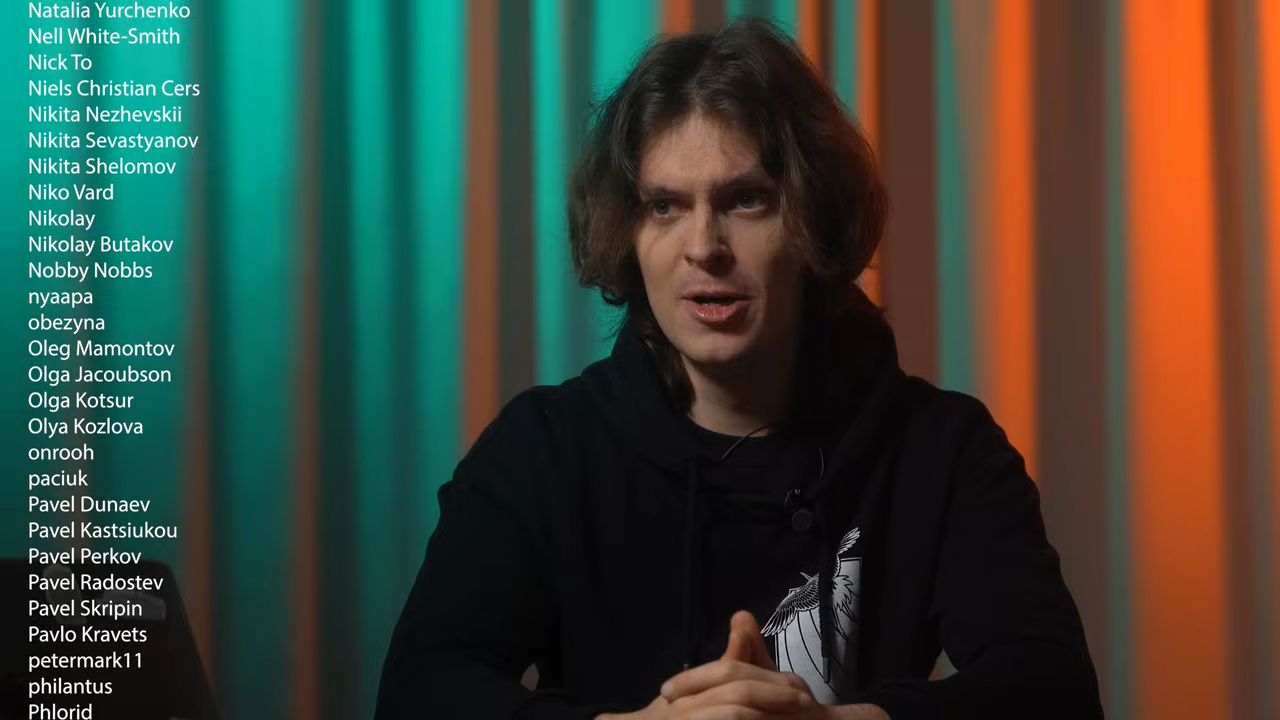 Natalia Yurchenko
Nell White-Smith
Nick To
Niels Christian Cers
Nikita Nezhevskii
Nikita Sevastyanov
Nikita Shelomov
Niko Vard
Nikolay
Nikolay Butakov
Nobby Nobbs
nyaapa
obezyna
Oleg Mamontov
Olga Jacoubson
Olga Kotsur
Olya Kozlova
onrooh
paciuk
Pavel Dunaev
Pavel Kastsiukou
Pavel Perkov
Pavel Radostev
Pavel Skripin
Pavlo Kravets
petermark11
philantus
Phlorid